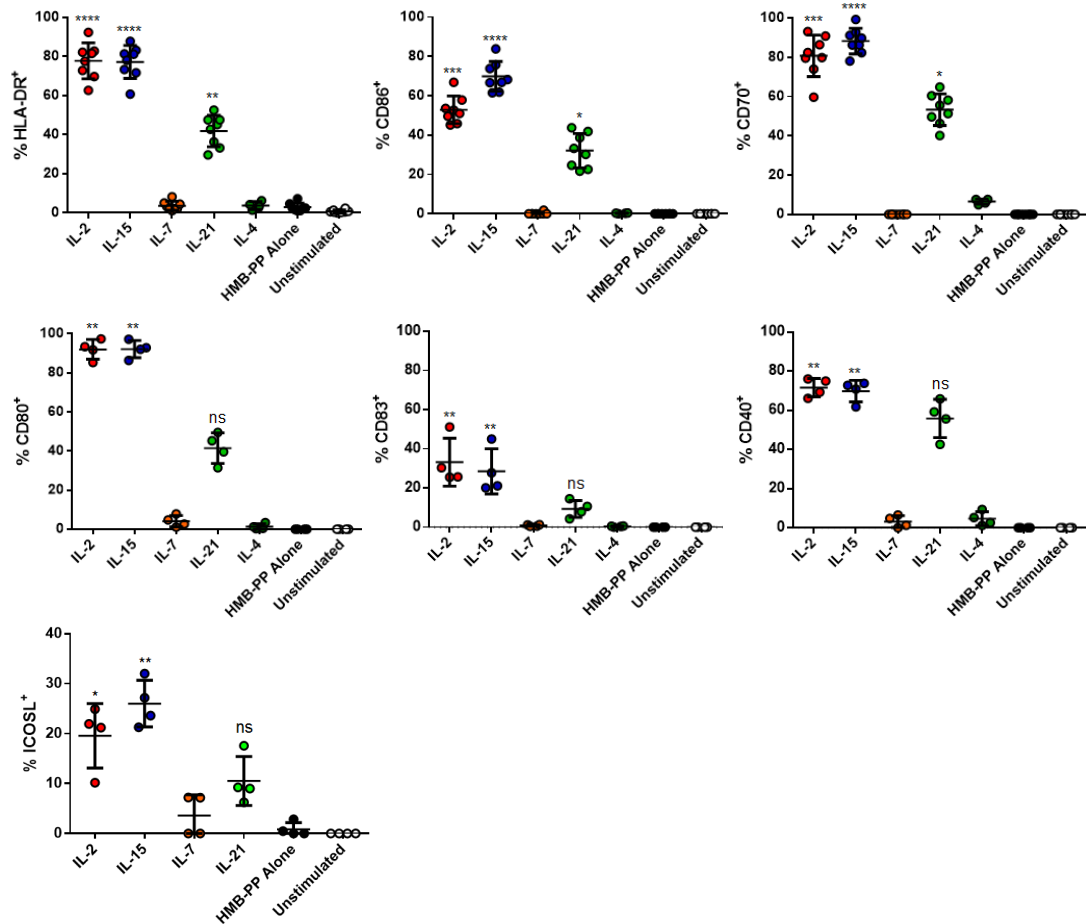 % HLA-DR+
100
80
60
40
20
0
****
****
**
IL-2
IL-15
IL-7
IL-21
IL-4
HMB-PP Alone
Unstimulated
% CD86+
100
80
60
40
20
0
***
****
*
IL-2
IL-15
IL-7
IL-21
IL-4
HMB-PP Alone
Unstimulated
% CD70+
100
80
60
40
20
0
***
****
*
IL-2
IL-15
IL-7
IL-21
IL-4
HMB-PP Alone
Unstimulated
% CD80+
100
80
60
40
20
0
**
**
ns
IL-2
IL-15
IL-7
IL-21
IL-4
HMB-PP Alone
Unstimulated
% CD83+
100
80
60
40
20
0
**
**
ns
IL-2
IL-15
IL-7
IL-21
IL-4
HMB-PP Alone
Unstimulated
% CD40+
100
80
60
40
20
0
**
**
ns
IL-2
IL-15
IL-7
IL-21
IL-4
HMB-PP Alone
Unstimulated
% ICOSL+
40
30
20
10
0
*
**
ns
IL-2
IL-15
IL-7
IL-21
HMB-PP Alone
Unstimulated